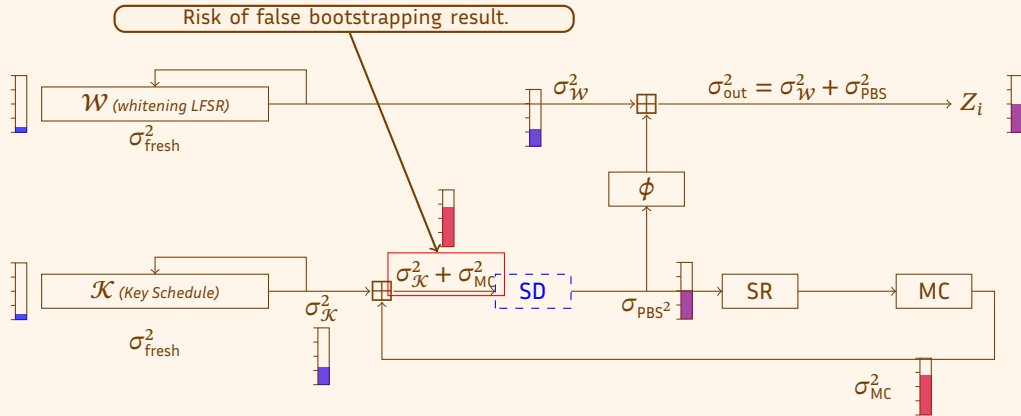 Risk of false bootstrapping result.
𝒲 (whitening LFSR)
σ²_fresh
σ²_𝒲
σ²_out = σ²_𝒲 + σ²_PBS
Z_i
ϕ
𝒦 (Key Schedule)
σ²_fresh
σ²_𝒦
σ²_𝒦 + σ²_MC
SD
σ_PBS²
SR
MC
σ²_MC